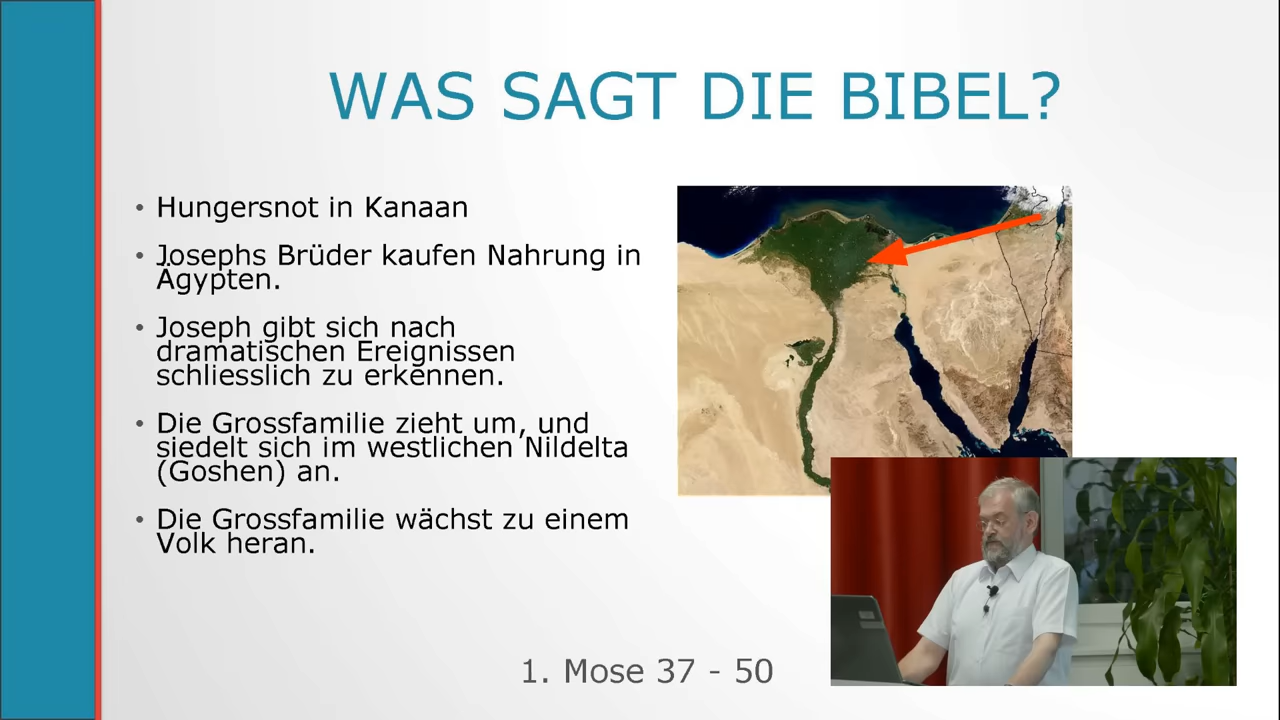 WAS SAGT DIE BIBEL?
• Hungersnot in Kanaan
• Josephs Brüder kaufen Nahrung in
Ägypten.
• Joseph gibt sich nach
dramatischen Ereignissen
schliesslich zu erkennen.
• Die Grossfamilie zieht um, und
siedelt sich im westlichen Nildelta
(Goshen) an.
• Die Grossfamilie wächst zu einem
Volk heran.
1. Mose 37 - 50